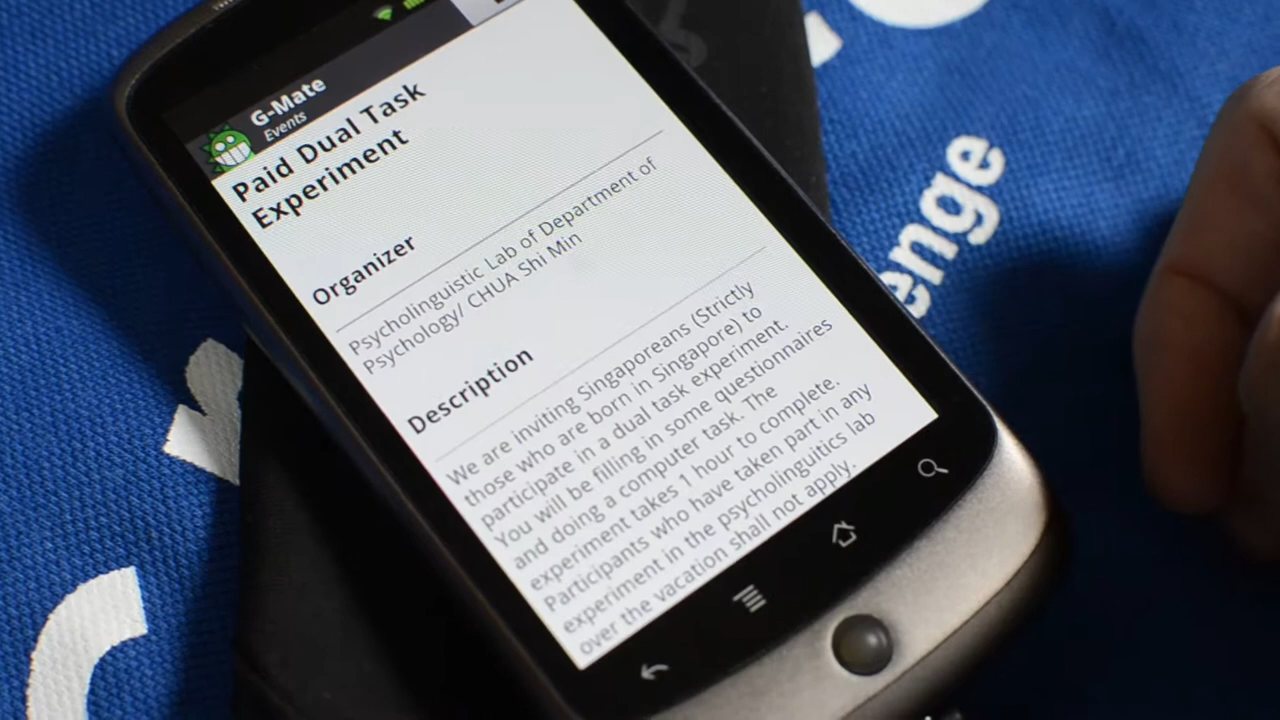 G-Mate
Events
Paid Dual Task
Experiment
Organizer
Psycholinguistic Lab of Department of
Psychology/ CHUA Shi Min
Description
We are inviting Singaporeans (Strictly
those who are born in Singapore) to
participate in a dual task experiment.
You will be filling in some questionnaires
and doing a computer task. The
experiment takes 1 hour to complete.
Participants who have taken part in any
experiment in the psycholinguitics lab
over the vacation shall not apply.
enge